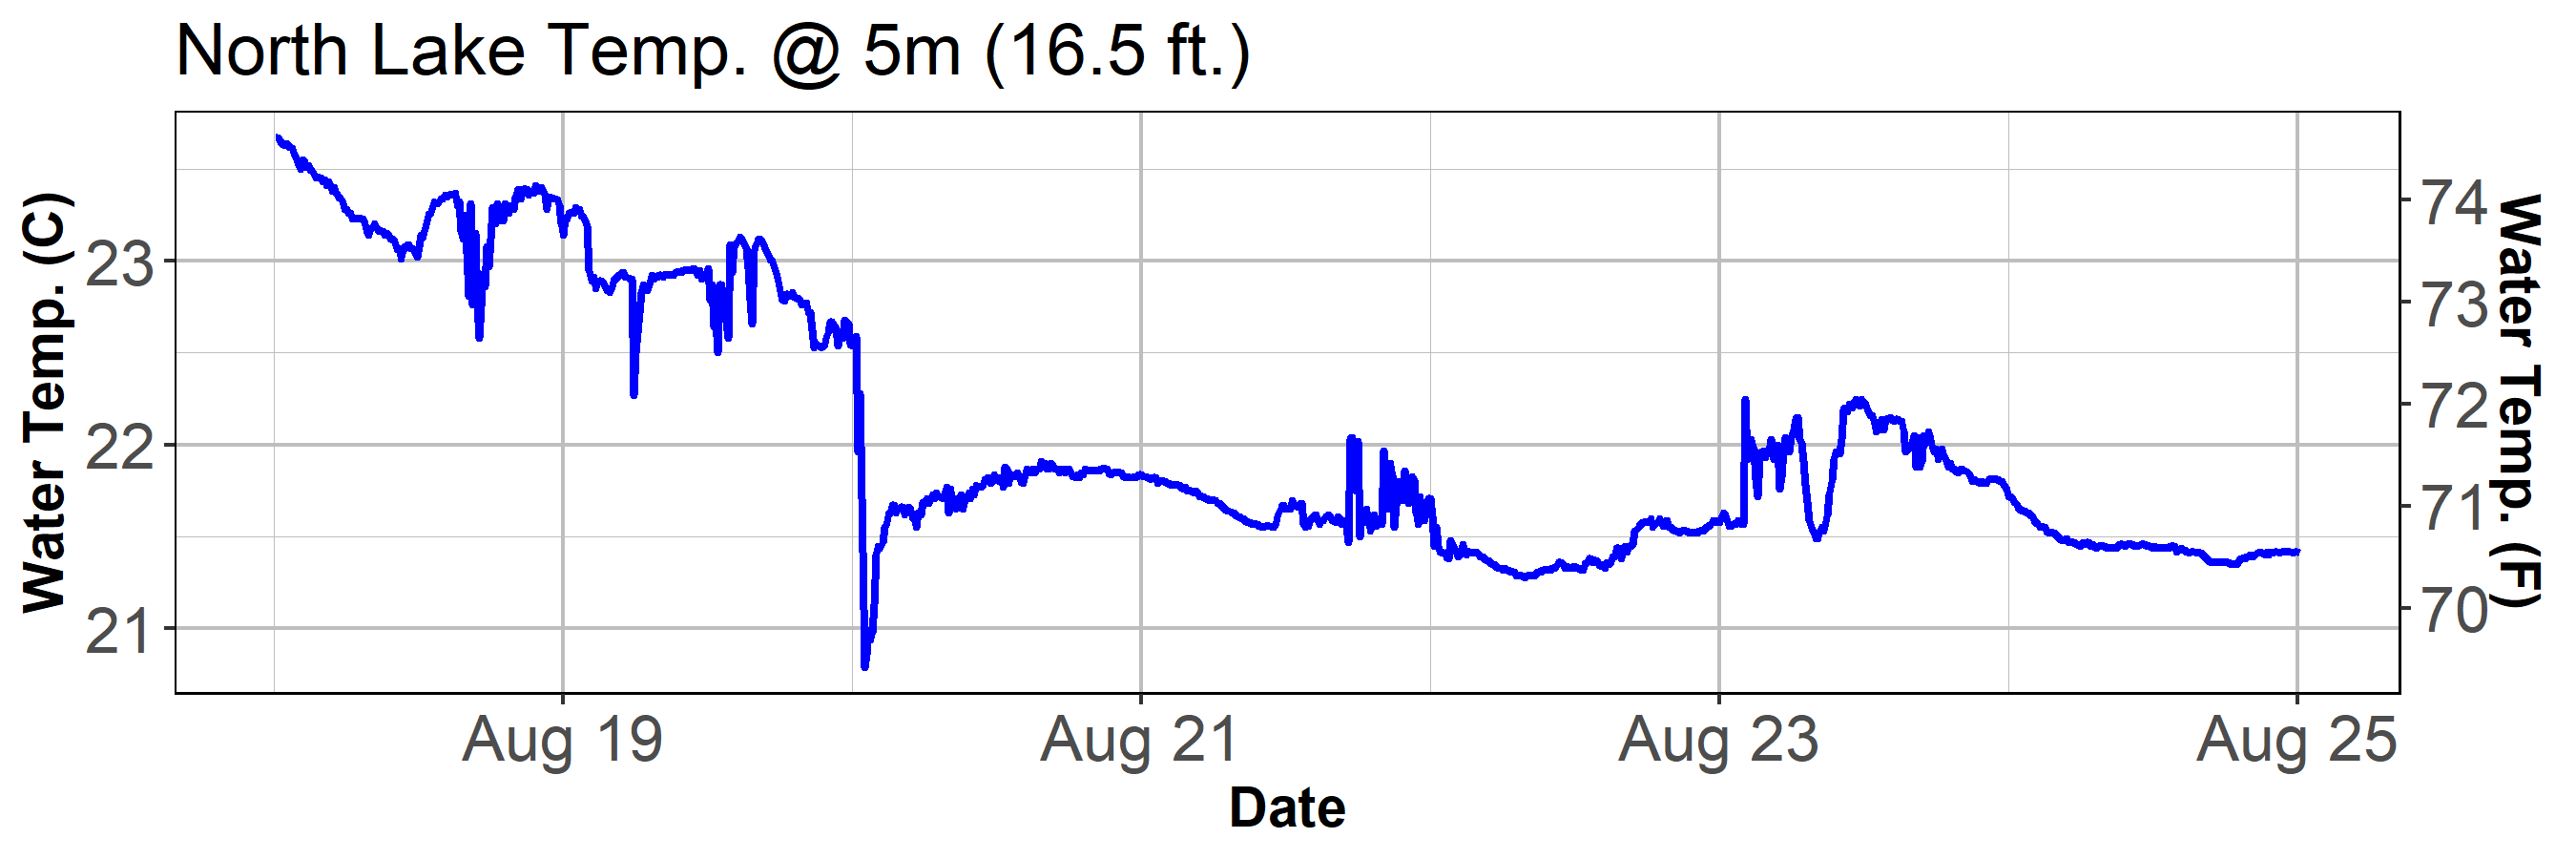 North Lake Temp. @ 5m (16.5 ft.)
Water Temp. (C)
23
22
21
74
73
72
71
70
Water Temp. (F)
Aug 19
Aug 21
Aug 23
Aug 25
Date